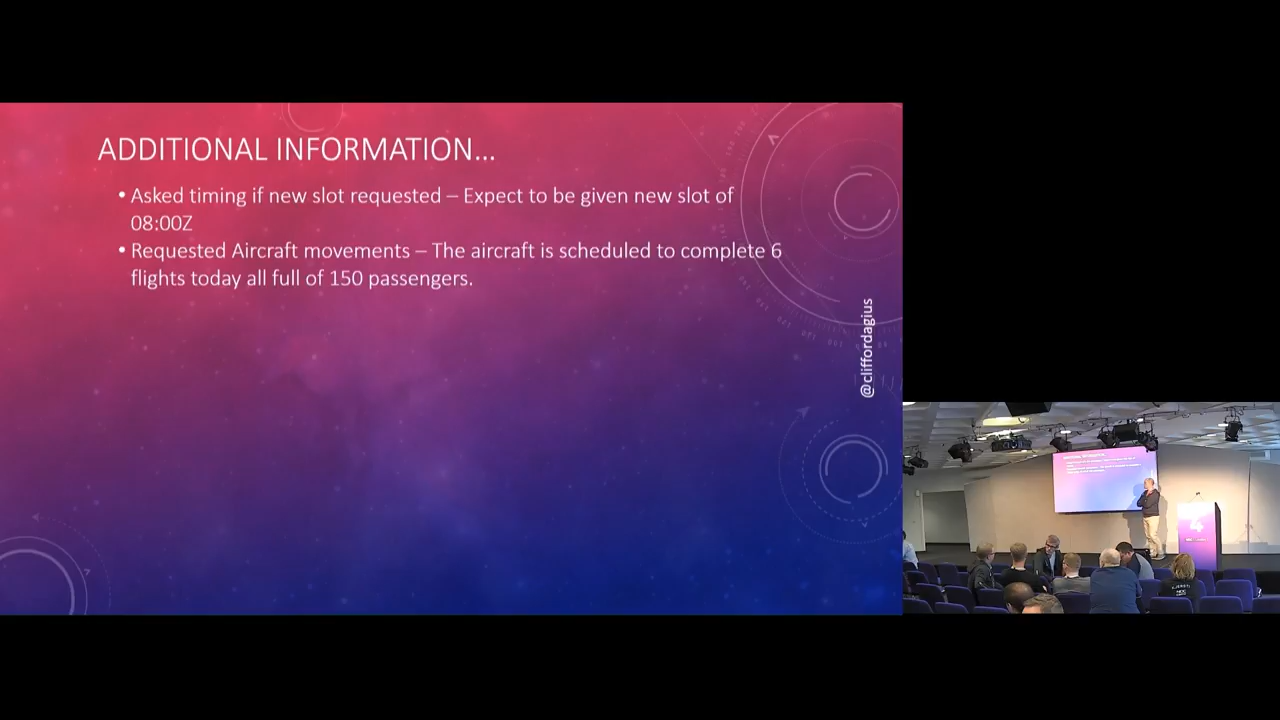 ADDITIONAL INFORMATION...
• Asked timing if new slot requested – Expect to be given new slot of
08:00Z
• Requested Aircraft movements – The aircraft is scheduled to complete 6
flights today all full of 150 passengers.
@cliffordagius